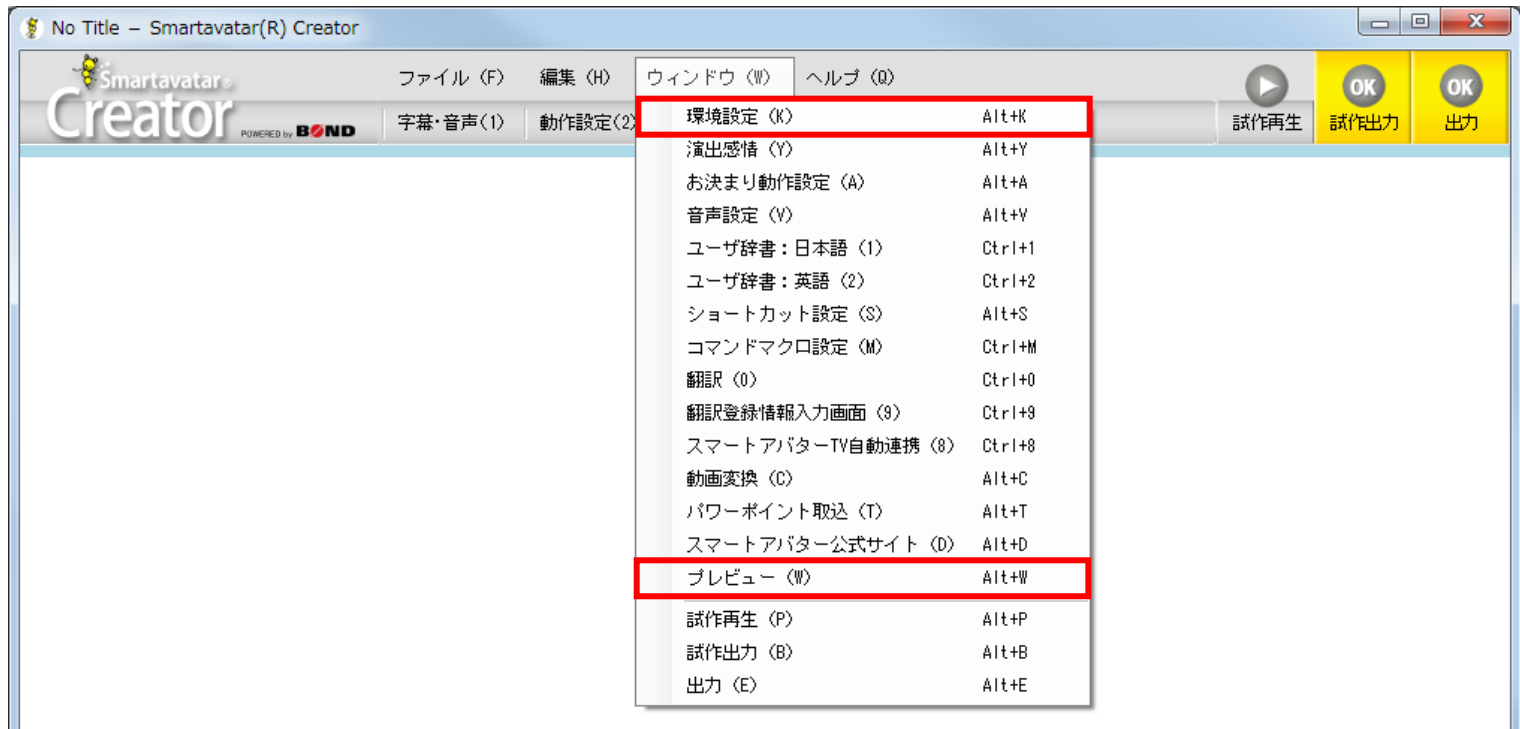 No Title – Smartavatar(R) Creator
Smartavatar®
Creator POWERED by BOND
ファイル (F) 編集 (H) ウィンドウ (W) ヘルプ (Q)
字幕・音声(1) 動作設定(2)
試作再生
OK 試作出力
OK 出力
環境設定 (K) Alt+K
演出感情 (Y) Alt+Y
お決まり動作設定 (A) Alt+A
音声設定 (V) Alt+V
ユーザ辞書：日本語 (1) Ctrl+1
ユーザ辞書：英語 (2) Ctrl+2
ショートカット設定 (S) Alt+S
コマンドマクロ設定 (M) Ctrl+M
翻訳 (0) Ctrl+0
翻訳登録情報入力画面 (9) Ctrl+9
スマートアバターTV自動連携 (8) Ctrl+8
動画変換 (C) Alt+C
パワーポイント取込 (T) Alt+T
スマートアバター公式サイト (D) Alt+D
プレビュー (W) Alt+W
試作再生 (P) Alt+P
試作出力 (B) Alt+B
出力 (E) Alt+E